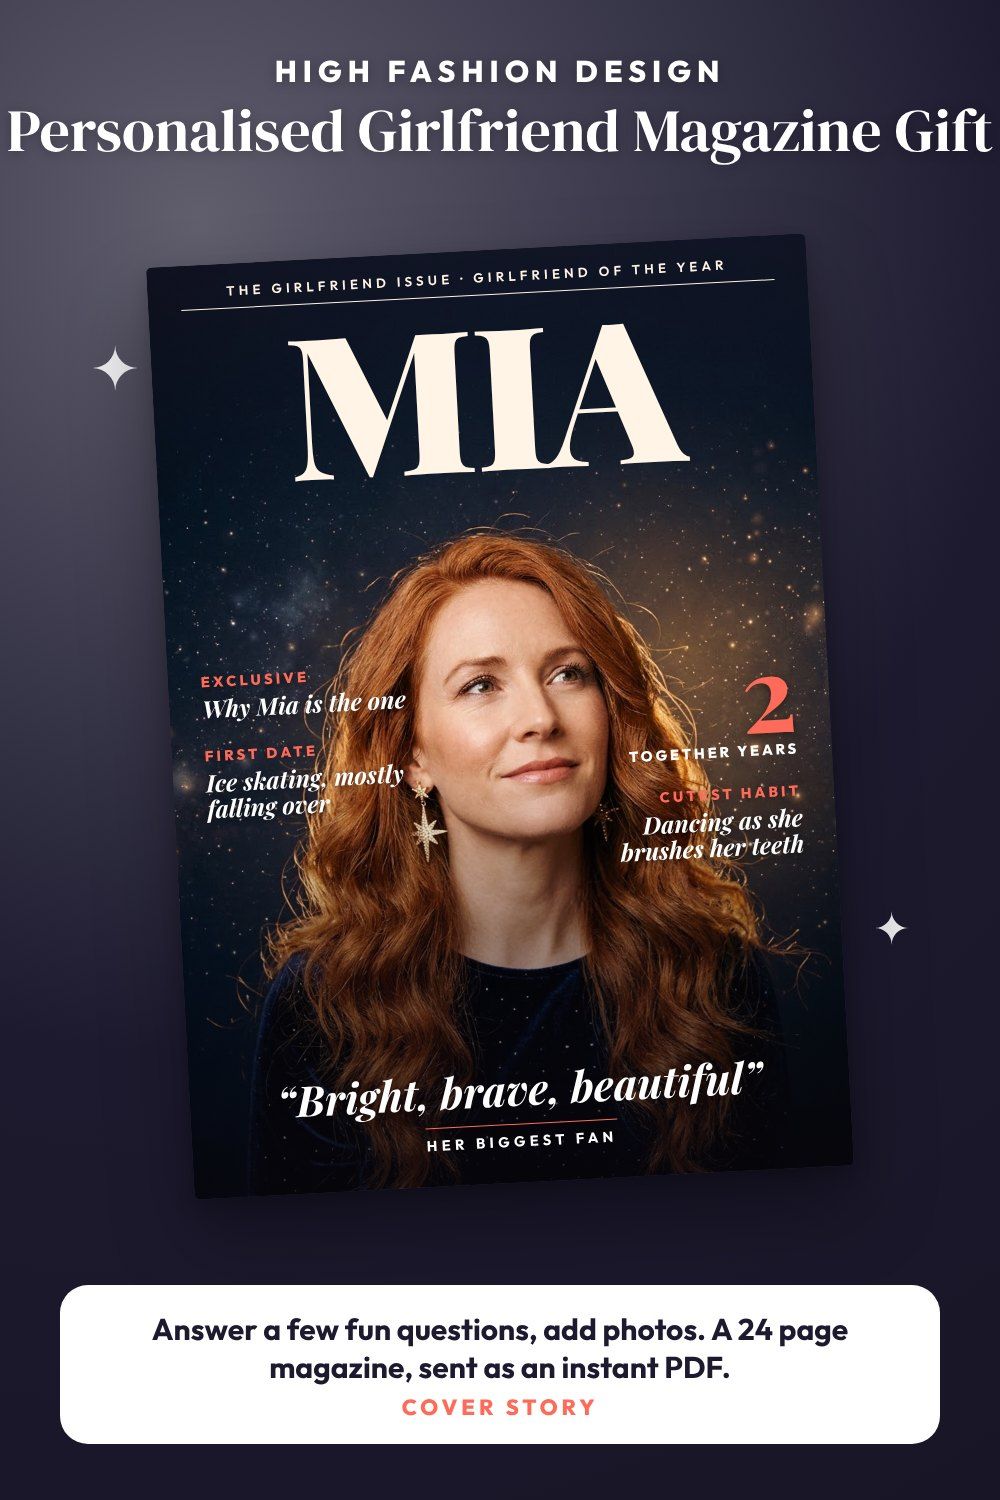 HIGH FASHION DESIGN
Personalised Girlfriend Magazine Gift
THE GIRLFRIEND ISSUE · GIRLFRIEND OF THE YEAR
MIA
EXCLUSIVE
Why Mia is the one
FIRST DATE
Ice skating, mostly
falling over
2
TOGETHER YEARS
CUTEST HABIT
Dancing as she
brushes her teeth
“Bright, brave, beautiful”
HER BIGGEST FAN
Answer a few fun questions, add photos. A 24 page
magazine, sent as an instant PDF.
COVER STORY